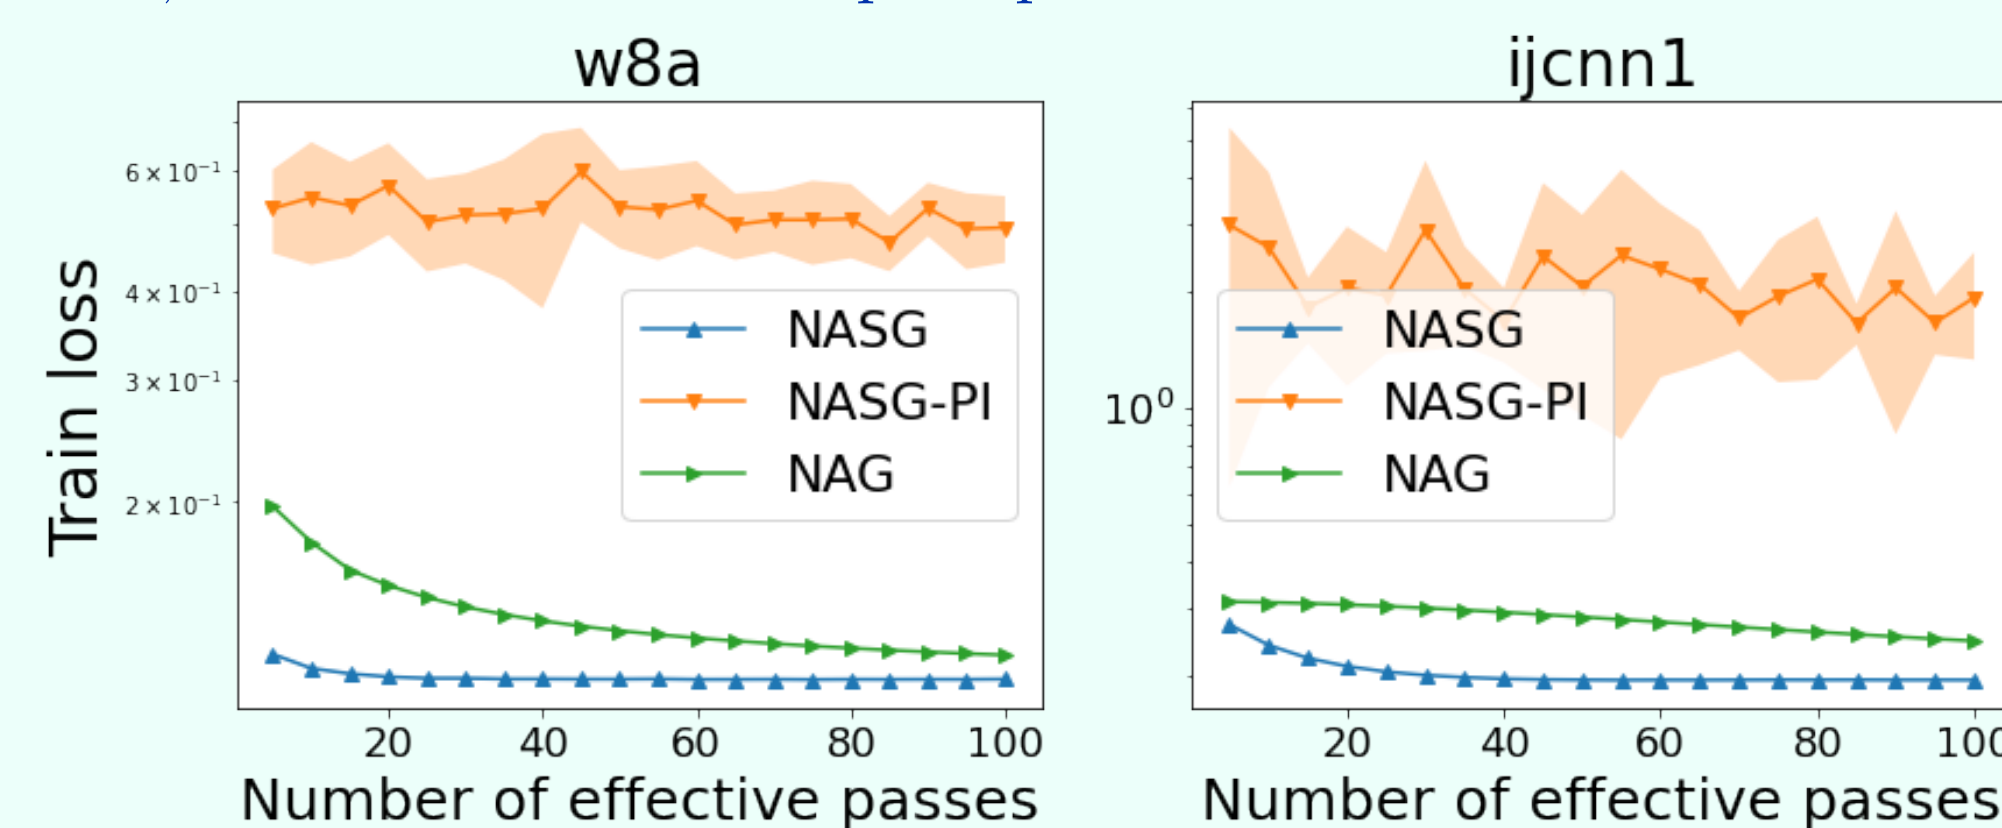 w8a
6 × 10⁻¹
4 × 10⁻¹
3 × 10⁻¹
2 × 10⁻¹
Train loss
NASG
NASG-PI
NAG
20 40 60 80 100
Number of effective passes
ijcnn1
10⁰
NASG
NASG-PI
NAG
20 40 60 80 100
Number of effective passes